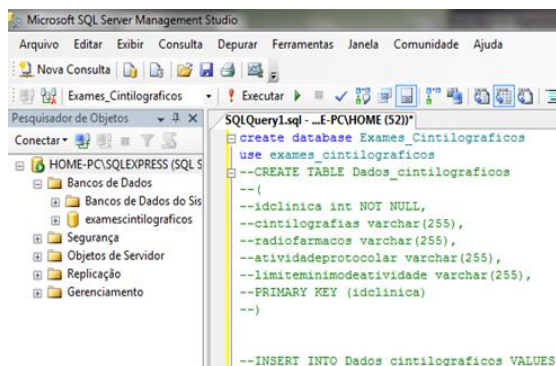 Microsoft SQL Server Management Studio
Arquivo Editar Exibir Consulta Depurar Ferramentas Janela Comunidade Ajuda
Nova Consulta
Exames_Cintilograficos Executar
Pesquisador de Objetos
Conectar
HOME-PC\SQLEXPRESS (SQL S
Bancos de Dados
Bancos de Dados do Sis
examescintilograficos
Segurança
Objetos de Servidor
Replicação
Gerenciamento
SQLQuery1.sql - ...E-PC\HOME (52))*
create database Exames_Cintilograficos
use exames_cintilograficos
--CREATE TABLE Dados_cintilograficos
--(
--idclinica int NOT NULL,
--cintilografias varchar(255),
--radiofarmacos varchar(255),
--atividadeprotocolar varchar(255),
--limiteminimodeatividade varchar(255),
--PRIMARY KEY (idclinica)
--)
--INSERT INTO Dados_cintilograficos VALUES